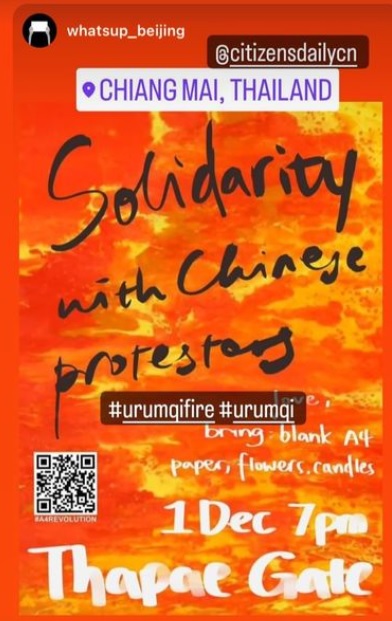 whatsup_beijing
@citizensdailycn
CHIANG MAI, THAILAND
Solidarity
with Chinese
protestors
#urumqifire #urumqi
love,
bring: blank A4
paper, flowers, candles
#A4REVOLUTION
1 Dec 7pm
Thapae Gate